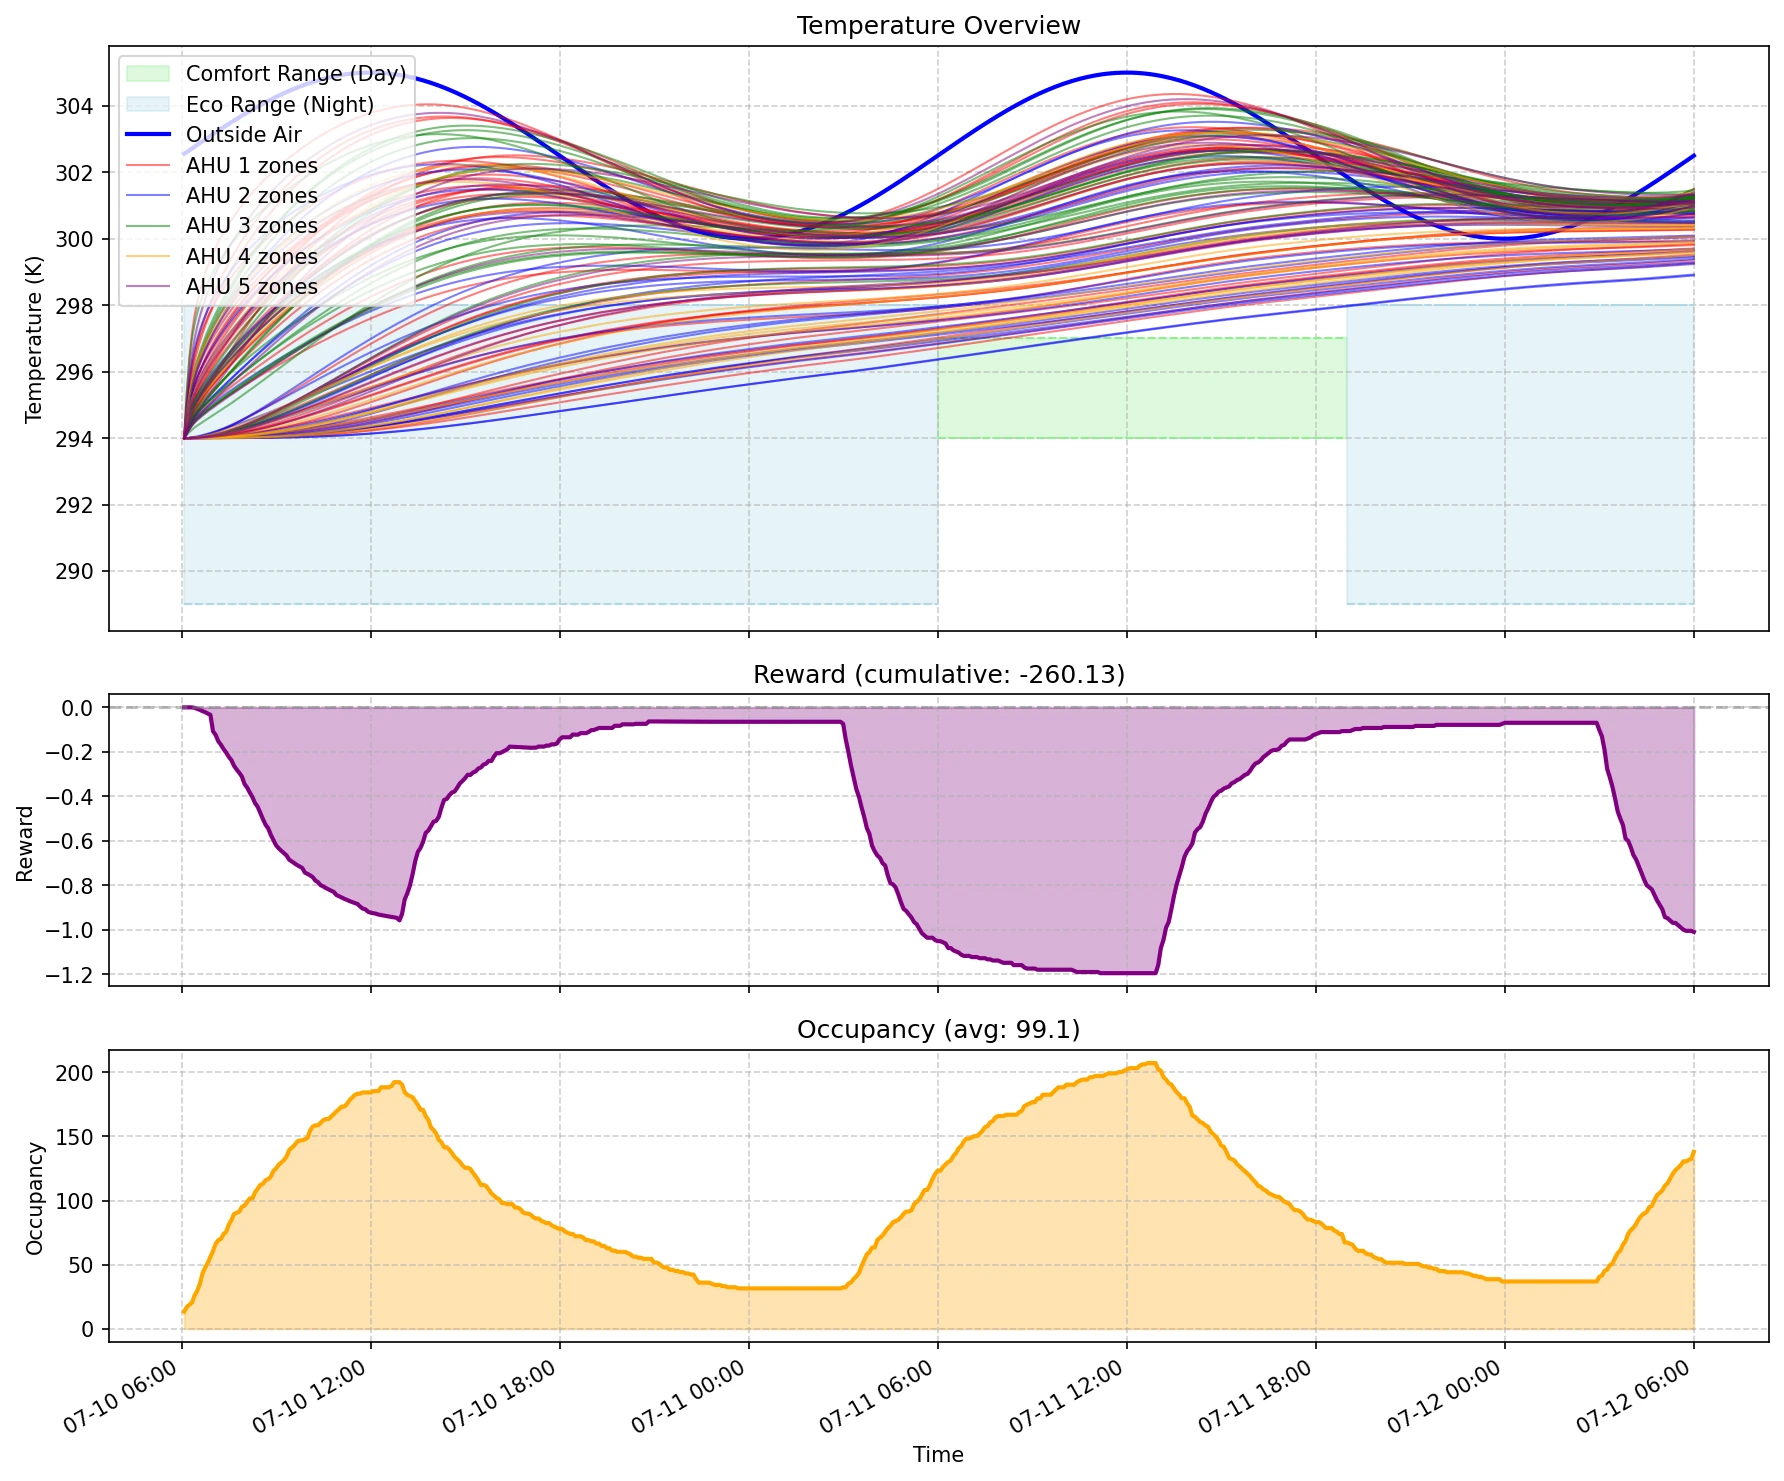 Temperature Overview
Comfort Range (Day)
Eco Range (Night)
Outside Air
AHU 1 zones
AHU 2 zones
AHU 3 zones
AHU 4 zones
AHU 5 zones
Temperature (K)
304
302
300
298
296
294
292
290
Reward (cumulative: -260.13)
Reward
0.0
−0.2
−0.4
−0.6
−0.8
−1.0
−1.2
Occupancy (avg: 99.1)
Occupancy
200
150
100
50
0
07-10 06:00
07-10 12:00
07-10 18:00
07-11 00:00
07-11 06:00
07-11 12:00
07-11 18:00
07-12 00:00
07-12 06:00
Time